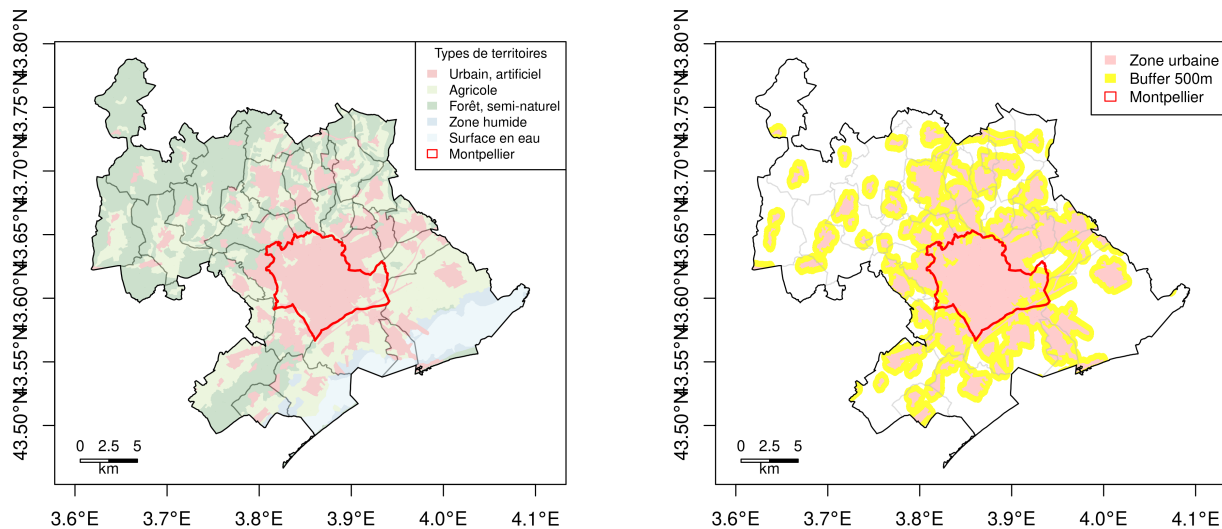 Types de territoires
Urbain, artificiel
Agricole
Forêt, semi-naturel
Zone humide
Surface en eau
Montpellier
43.80°N
43.75°N
43.70°N
43.65°N
43.60°N
43.55°N
43.50°N
0 2.5 5
km
3.6°E 3.7°E 3.8°E 3.9°E 4.0°E 4.1°E
Zone urbaine
Buffer 500m
Montpellier
43.80°N
43.75°N
43.70°N
43.65°N
43.60°N
43.55°N
43.50°N
0 2.5 5
km
3.6°E 3.7°E 3.8°E 3.9°E 4.0°E 4.1°E